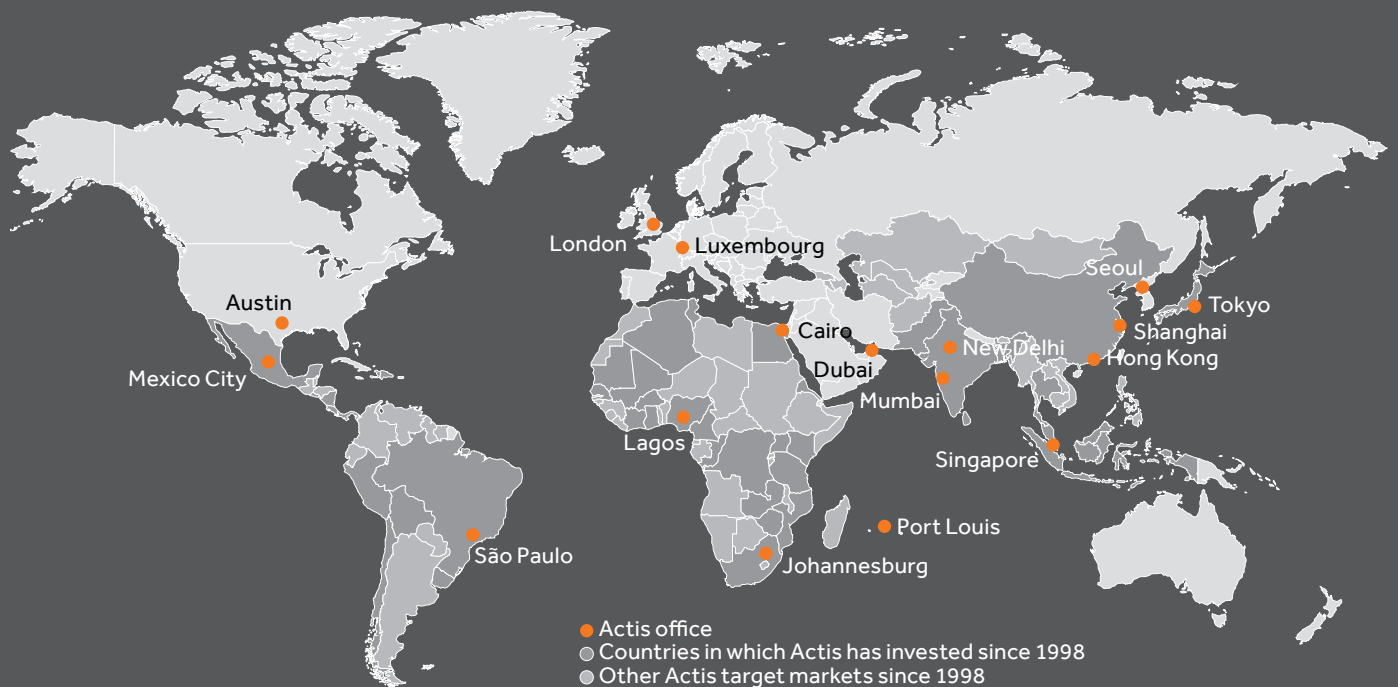 London
Luxembourg
Seoul
Austin
Tokyo
Cairo
Shanghai
New Delhi
Hong Kong
Dubai
Mexico City
Mumbai
Lagos
Singapore
Port Louis
São Paulo
Johannesburg
Actis office
Countries in which Actis has invested since 1998
Other Actis target markets since 1998